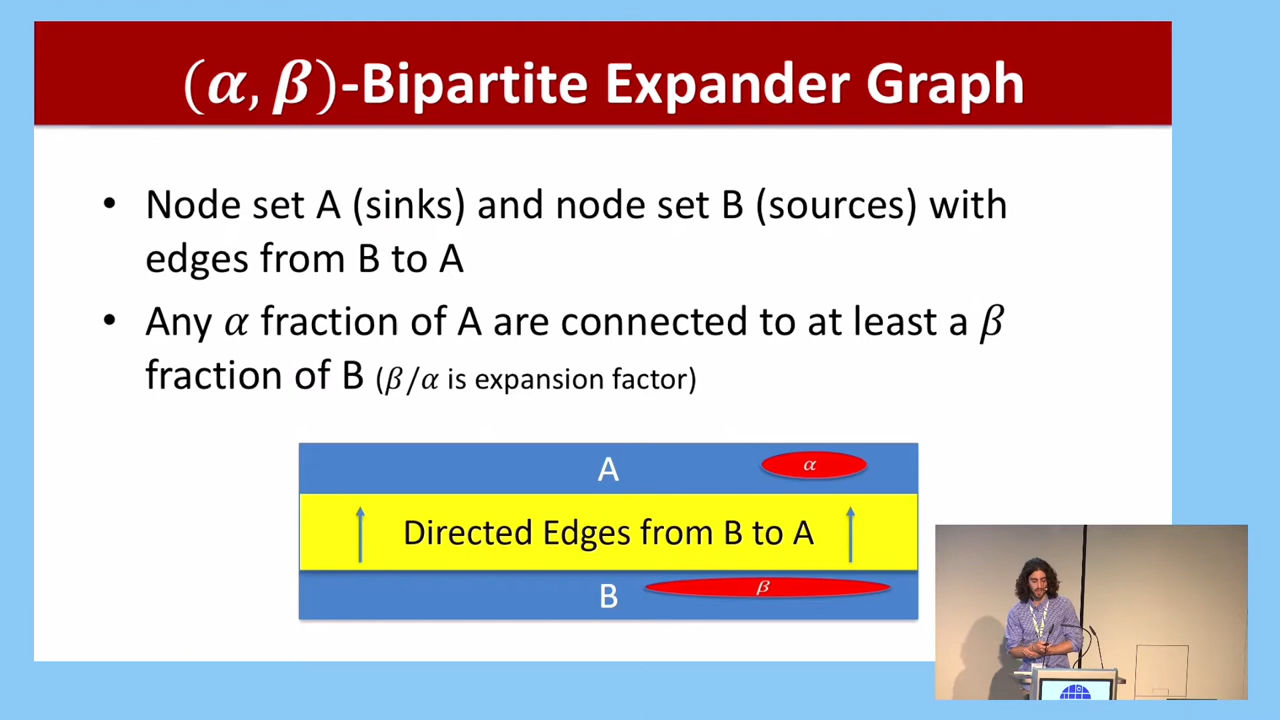 (α, β)-Bipartite Expander Graph
• Node set A (sinks) and node set B (sources) with
edges from B to A
• Any α fraction of A are connected to at least a β
fraction of B (β/α is expansion factor)
A
α
Directed Edges from B to A
B
β